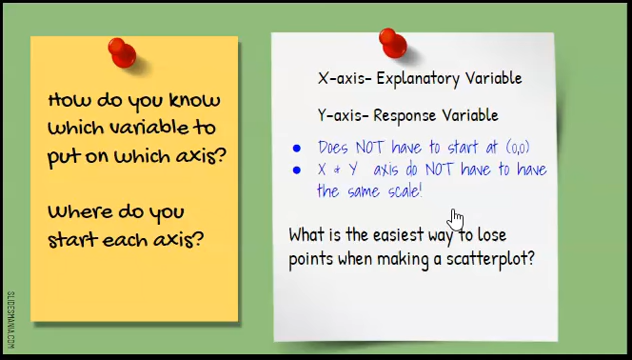 How do you know
which variable to
put on which axis?
Where do you
start each axis?
X-axis- Explanatory Variable
Y-axis- Response Variable
• Does NOT have to start at (0,0)
• X & Y axis do NOT have to have
the same scale!
What is the easiest way to lose
points when making a scatterplot?
SLIDESMANIA.COM